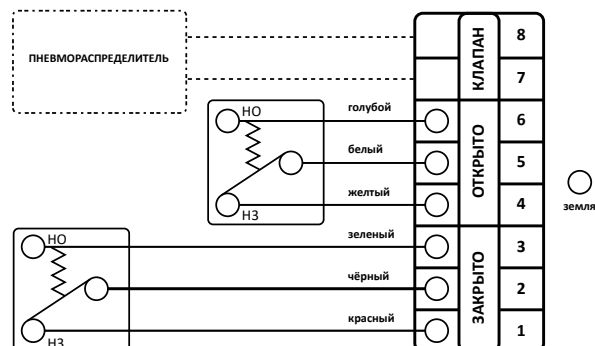 ПНЕВМОРАСПРЕДЕЛИТЕЛЬ
КЛАПАН
8
7
НО
голубой
6
белый
5
ОТКРЫТО
желтый
4
НЗ
земля
НО
зеленый
3
чёрный
2
ЗАКРЫТО
красный
1
НЗ